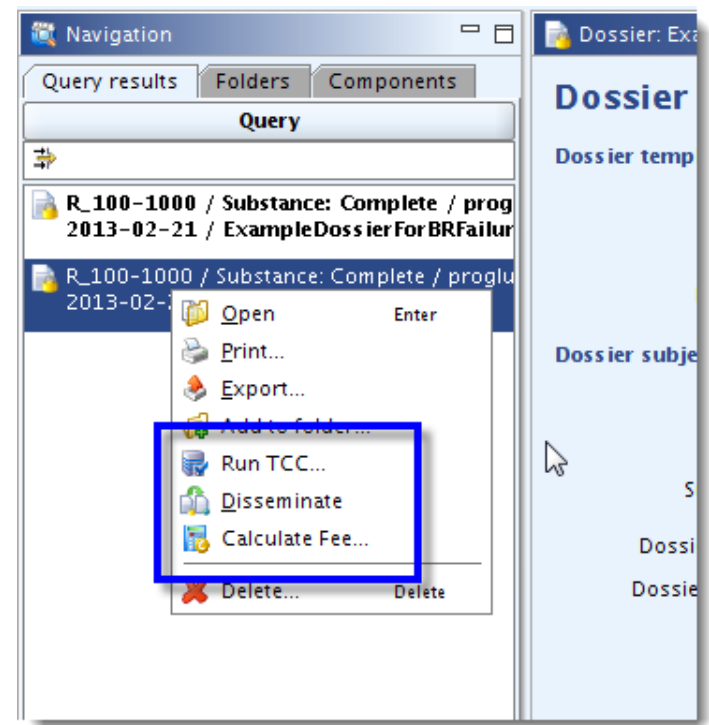 Navigation
Dossier: Exa
Query results Folders Components
Query
Dossier
Dossier temp
R_100-1000 / Substance: Complete / prog
2013-02-21 / ExampleDossierForBRFailur
R_100-1000 / Substance: Complete / proglu
2013-02-
Open Enter
Print...
Export...
Add to folder...
Run TCC...
Disseminate
Calculate Fee...
Delete... Delete
Dossier subje
S
Dossi
Dossie